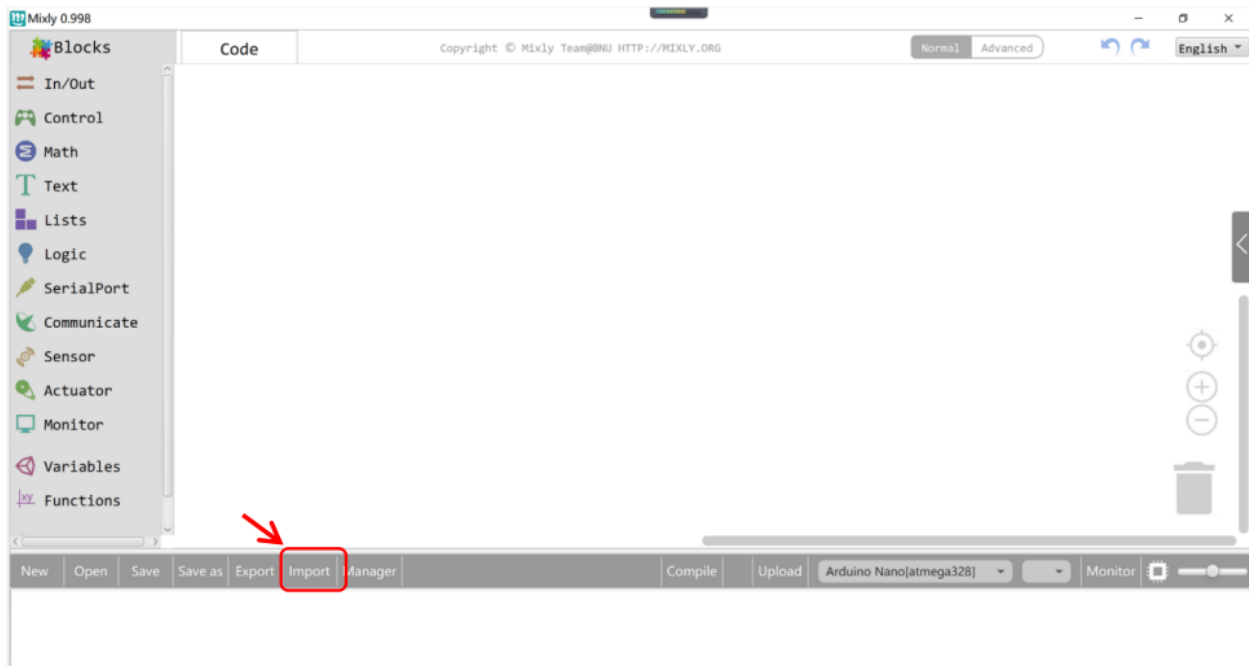 Mixly 0.998
Blocks
Code
Copyright © Mixly Team@BNU HTTP://MIXLY.ORG
Normal Advanced
English
In/Out
Control
Math
Text
Lists
Logic
SerialPort
Communicate
Sensor
Actuator
Monitor
Variables
Functions
New Open Save Save as Export Import Manager Compile Upload Arduino Nano[atmega328] Monitor